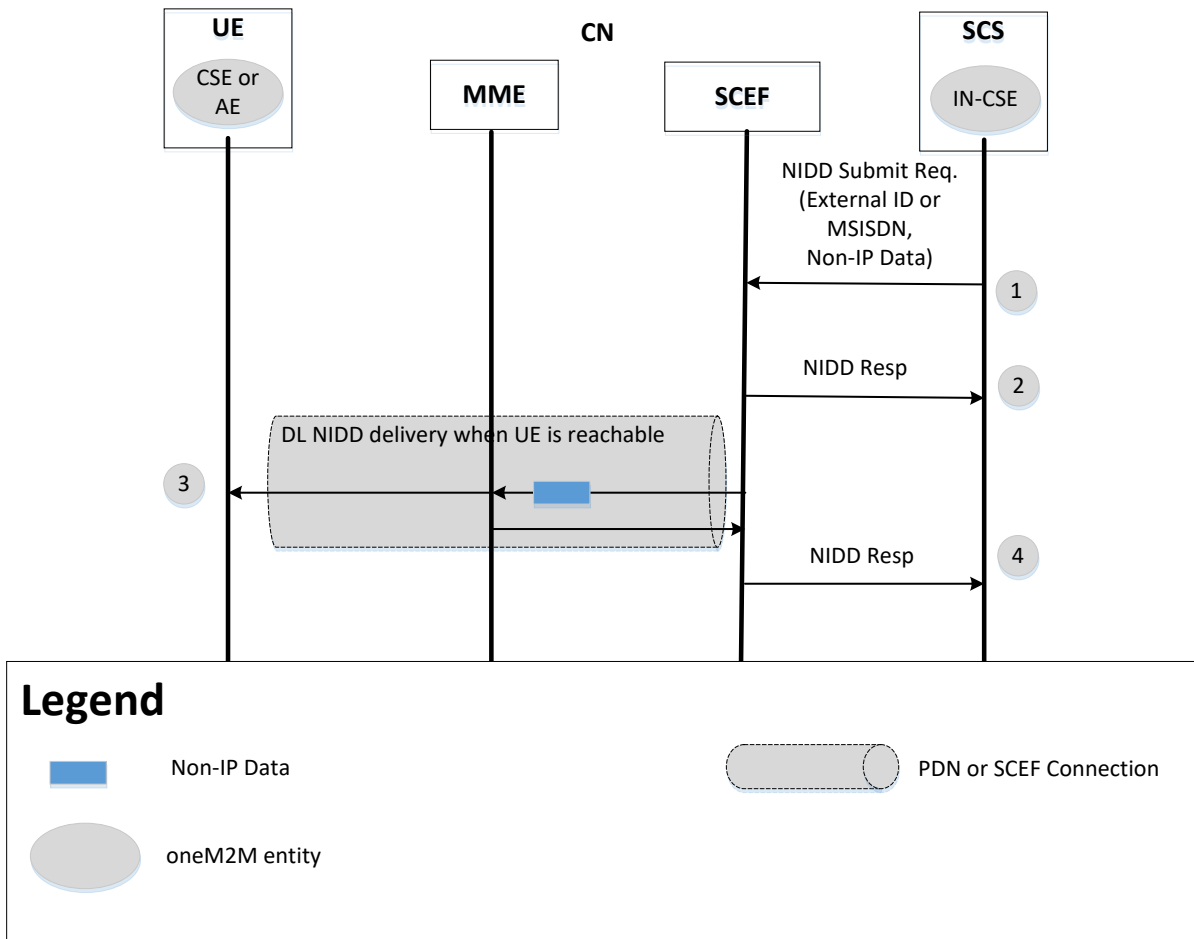 UE
CN
SCS
CSE or
AE
MME
SCEF
IN-CSE
NIDD Submit Req.
(External ID or
MSISDN,
Non-IP Data)
1
NIDD Resp
2
DL NIDD delivery when UE is reachable
3
NIDD Resp
4
Legend
Non-IP Data
PDN or SCEF Connection
oneM2M entity